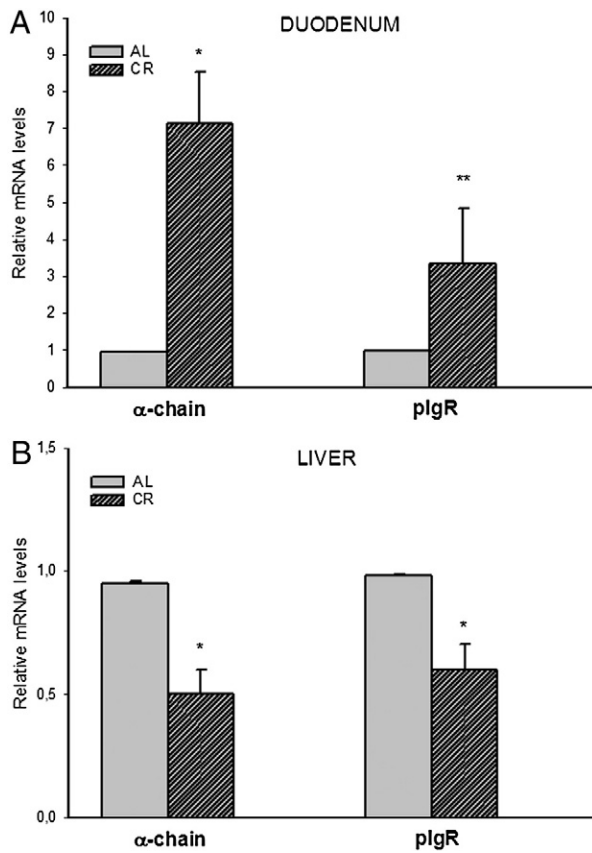 A
DUODENUM
AL
CR
Relative mRNA levels
10
9
8
7
6
5
4
3
2
1
0
*
**
α-chain
pIgR
B
LIVER
AL
CR
Relative mRNA levels
1,5
1,0
0,5
0,0
*
*
α-chain
pIgR